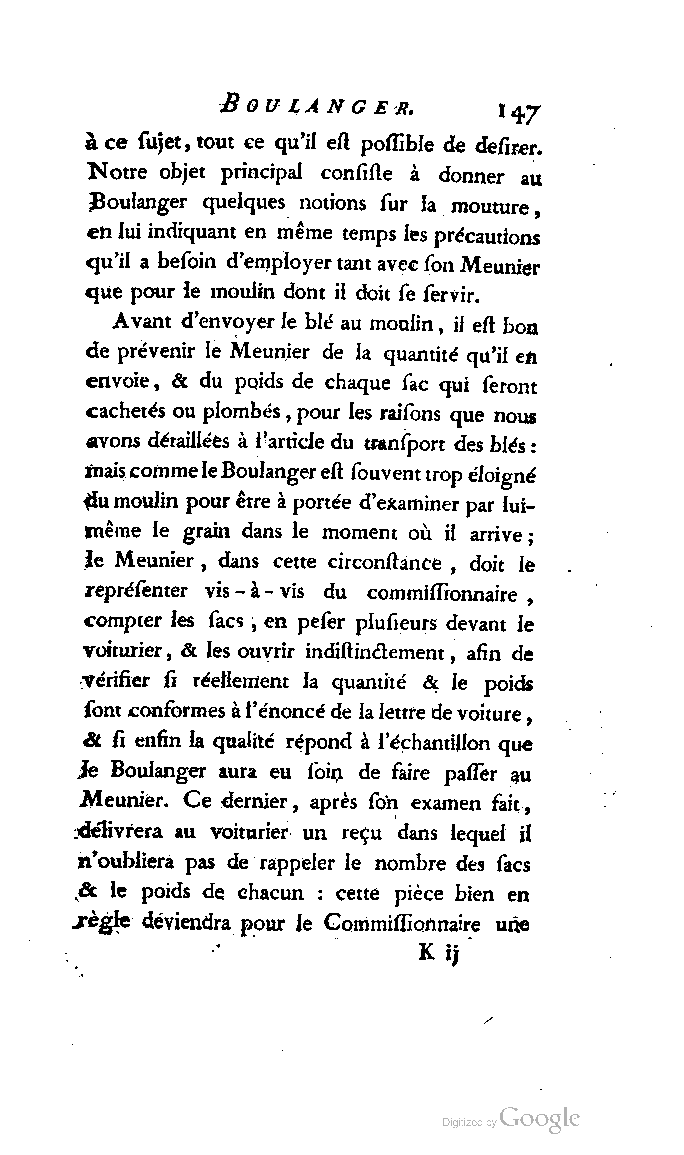 BOULANGER. 147
à ce ſujet, tout ce qu'il eſt poſſible de deſirer.
Notre objet principal conſiſte à donner au
Boulanger quelques notions ſur la mouture,
en lui indiquant en même temps les précautions
qu'il a beſoin d'employer tant avec ſon Meunier
que pour le moulin dont il doit ſe ſervir.
Avant d'envoyer le blé au moulin, il eſt bon
de prévenir le Meunier de la quantité qu'il en
envoie, & du poids de chaque ſac qui ſeront
cachetés ou plombés, pour les raiſons que nous
avons détaillées à l'article du tranſport des blés:
mais comme le Boulanger eſt ſouvent trop éloigné
du moulin pour être à portée d'examiner par lui-
même le grain dans le moment où il arrive;
le Meunier, dans cette circonſtance, doit le
repréſenter vis-à-vis du commiſſionnaire,
compter les ſacs, en peſer pluſieurs devant le
voiturier, & les ouvrir indiſtinctement, afin de
vérifier ſi réellement la quantité & le poids
ſont conformes à l'énoncé de la lettre de voiture,
& ſi enfin la qualité répond à l'échantillon que
le Boulanger aura eu ſoin de faire paſſer au
Meunier. Ce dernier, après ſon examen fait,
délivrera au voiturier un reçu dans lequel il
n'oubliera pas de rappeler le nombre des ſacs
& le poids de chacun : cette pièce bien en
règle déviendra pour le Commiſſionnaire une
K ij
Digitized by Google